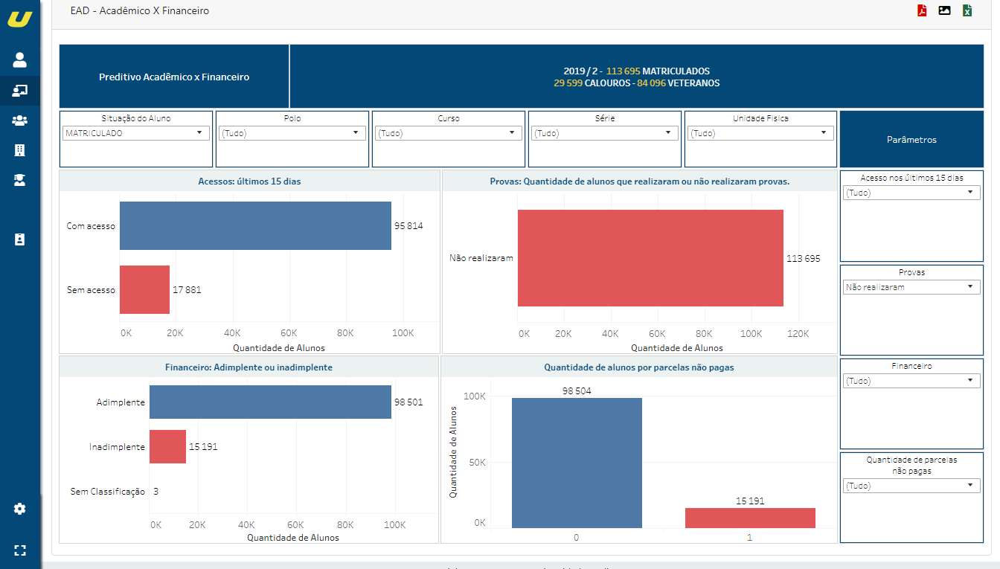 EAD - Acadêmico X Financeiro
Preditivo Acadêmico x Financeiro
2019 / 2 - 113 695 MATRICULADOS
29 599 CALOUROS - 84 096 VETERANOS
Situação do Aluno
MATRICULADO
Polo
(Tudo)
Curso
(Tudo)
Série
(Tudo)
Unidade Fisica
(Tudo)
Parâmetros
Acessos: últimos 15 dias
Com acesso
95 814
Sem acesso
17 881
0K 20K 40K 60K 80K 100K
Quantidade de Alunos
Provas: Quantidade de alunos que realizaram ou não realizaram provas.
Não realizaram
113 695
0K 20K 40K 60K 80K 100K 120K
Quantidade de Alunos
Acesso nos últimos 15 dias
(Tudo)
Provas
Não realizaram
Financeiro: Adimplente ou inadimplente
Adimplente
98 501
Inadimplente
15 191
Sem Classificação
3
0K 20K 40K 60K 80K 100K
Quantidade de Alunos
Quantidade de alunos por parcelas não pagas
Quantidade de Alunos
100K
50K
0K
98 504
15 191
0 1
Financeiro
(Tudo)
Quantidade de parcelas
não pagas
(Tudo)